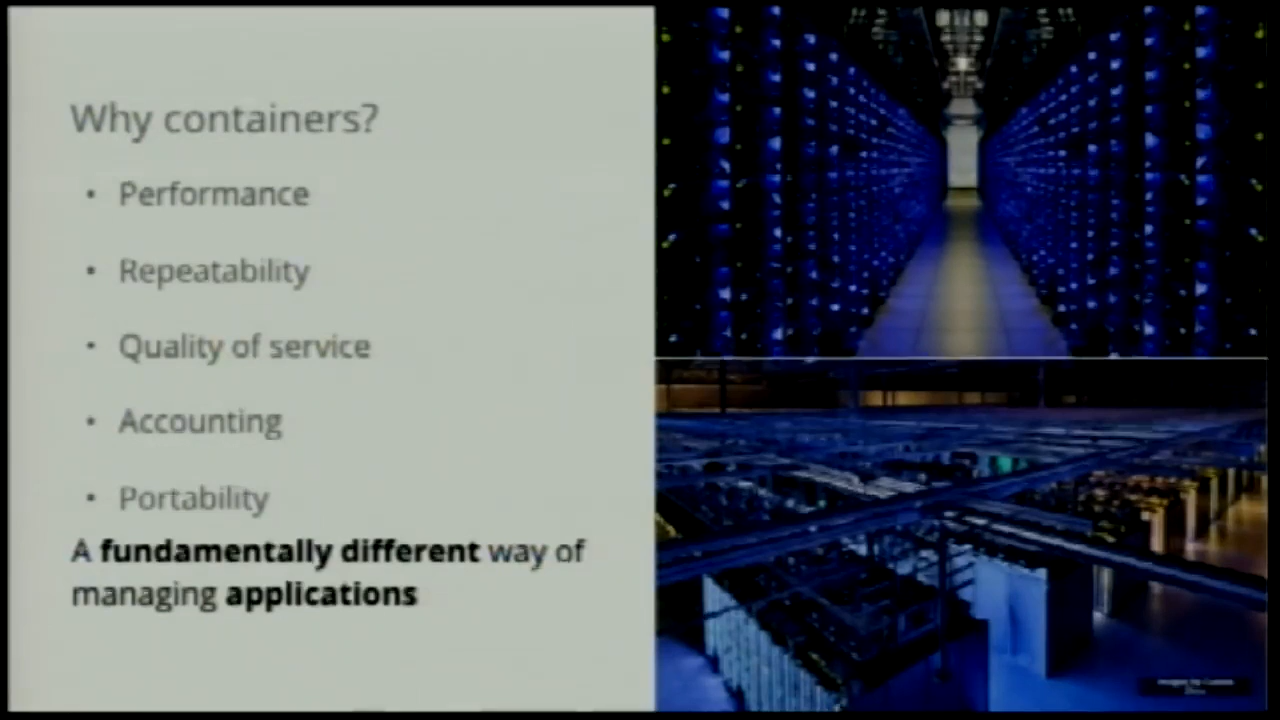 Why containers?
• Performance
• Repeatability
• Quality of service
• Accounting
• Portability
A fundamentally different way of
managing applications